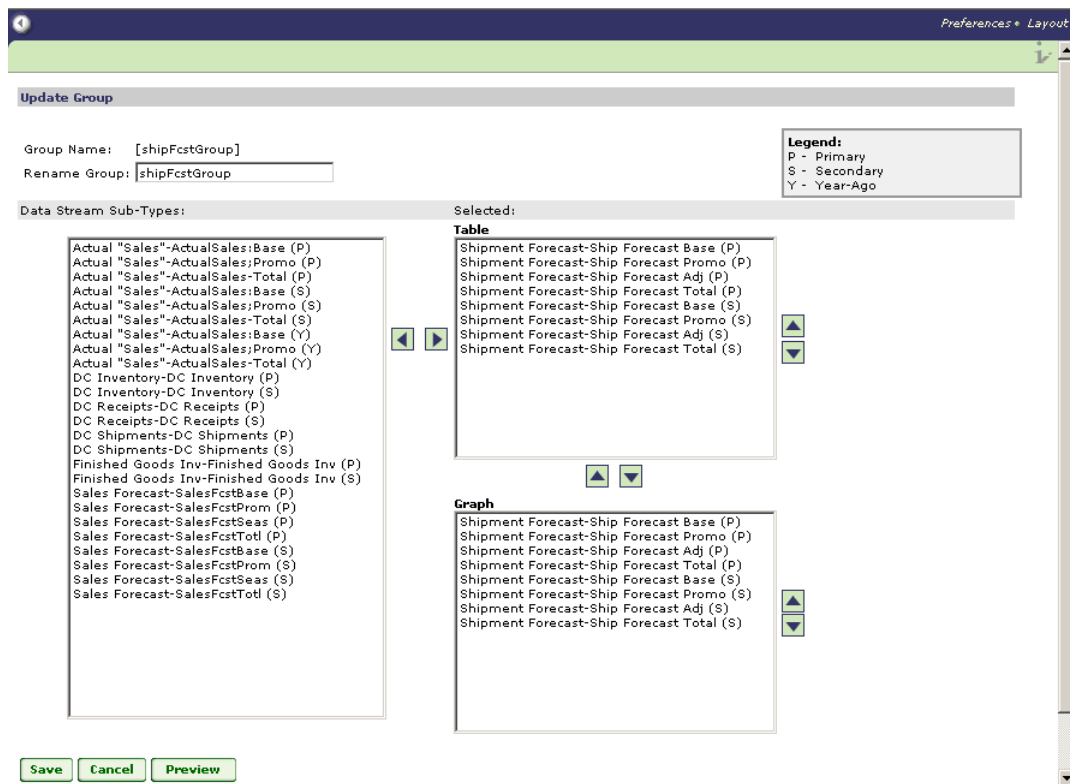 Preferences • Layout
Update Group
Group Name: [shipFcstGroup]
Rename Group: shipFcstGroup
Legend:
P - Primary
S - Secondary
Y - Year-Ago
Data Stream Sub-Types:
Actual "Sales"-ActualSales:Base (P)
Actual "Sales"-ActualSales;Promo (P)
Actual "Sales"-ActualSales-Total (P)
Actual "Sales"-ActualSales:Base (S)
Actual "Sales"-ActualSales;Promo (S)
Actual "Sales"-ActualSales-Total (S)
Actual "Sales"-ActualSales:Base (Y)
Actual "Sales"-ActualSales;Promo (Y)
Actual "Sales"-ActualSales-Total (Y)
DC Inventory-DC Inventory (P)
DC Inventory-DC Inventory (S)
DC Receipts-DC Receipts (P)
DC Receipts-DC Receipts (S)
DC Shipments-DC Shipments (P)
DC Shipments-DC Shipments (S)
Finished Goods Inv-Finished Goods Inv (P)
Finished Goods Inv-Finished Goods Inv (S)
Sales Forecast-SalesFcstBase (P)
Sales Forecast-SalesFcstProm (P)
Sales Forecast-SalesFcstSeas (P)
Sales Forecast-SalesFcstTotl (P)
Sales Forecast-SalesFcstBase (S)
Sales Forecast-SalesFcstProm (S)
Sales Forecast-SalesFcstSeas (S)
Sales Forecast-SalesFcstTotl (S)
Selected:
Table
Shipment Forecast-Ship Forecast Base (P)
Shipment Forecast-Ship Forecast Promo (P)
Shipment Forecast-Ship Forecast Adj (P)
Shipment Forecast-Ship Forecast Total (P)
Shipment Forecast-Ship Forecast Base (S)
Shipment Forecast-Ship Forecast Promo (S)
Shipment Forecast-Ship Forecast Adj (S)
Shipment Forecast-Ship Forecast Total (S)
Graph
Shipment Forecast-Ship Forecast Base (P)
Shipment Forecast-Ship Forecast Promo (P)
Shipment Forecast-Ship Forecast Adj (P)
Shipment Forecast-Ship Forecast Total (P)
Shipment Forecast-Ship Forecast Base (S)
Shipment Forecast-Ship Forecast Promo (S)
Shipment Forecast-Ship Forecast Adj (S)
Shipment Forecast-Ship Forecast Total (S)
Save Cancel Preview